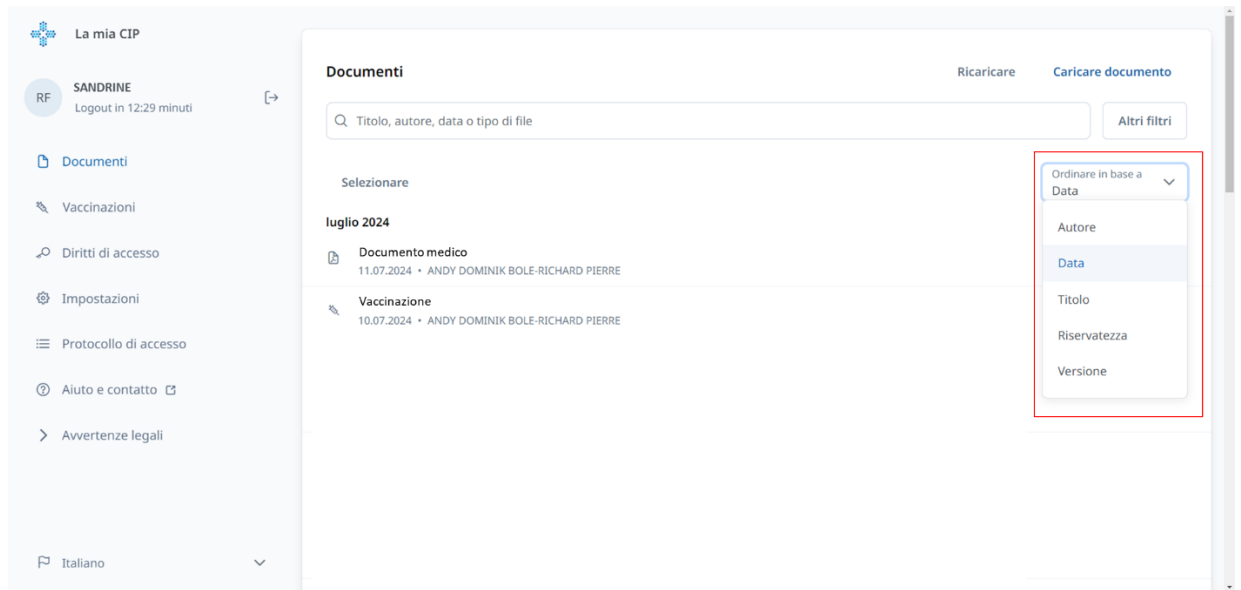 La mia CIP
RF
SANDRINE
Logout in 12:29 minuti
Documenti
Vaccinazioni
Diritti di accesso
Impostazioni
Protocollo di accesso
Aiuto e contatto
Avvertenze legali
Italiano
Documenti
Ricaricare
Caricare documento
Titolo, autore, data o tipo di file
Altri filtri
Selezionare
Ordinare in base a
Data
Autore
Data
Titolo
Riservatezza
Versione
luglio 2024
Documento medico
11.07.2024 • ANDY DOMINIK BOLE-RICHARD PIERRE
Vaccinazione
10.07.2024 • ANDY DOMINIK BOLE-RICHARD PIERRE